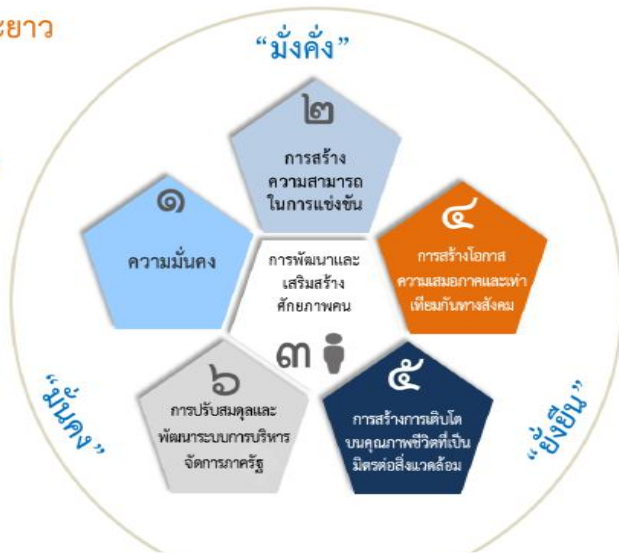 ะยาว
“มั่งคั่ง”
๒
การสร้าง
ความสามารถ
ในการแข่งขัน
๑
ความมั่นคง
การพัฒนาและ
เสริมสร้าง
ศักยภาพคน
๓
๔
การสร้างโอกาส
ความเสมอภาคและเท่า
เทียมกันทางสังคม
๖
การปรับสมดุลและ
พัฒนาระบบการบริหาร
จัดการภาครัฐ
๕
การสร้างการเติบโต
บนคุณภาพชีวิตที่เป็น
มิตรต่อสิ่งแวดล้อม
“มั่นคง”
“ยั่งยืน”